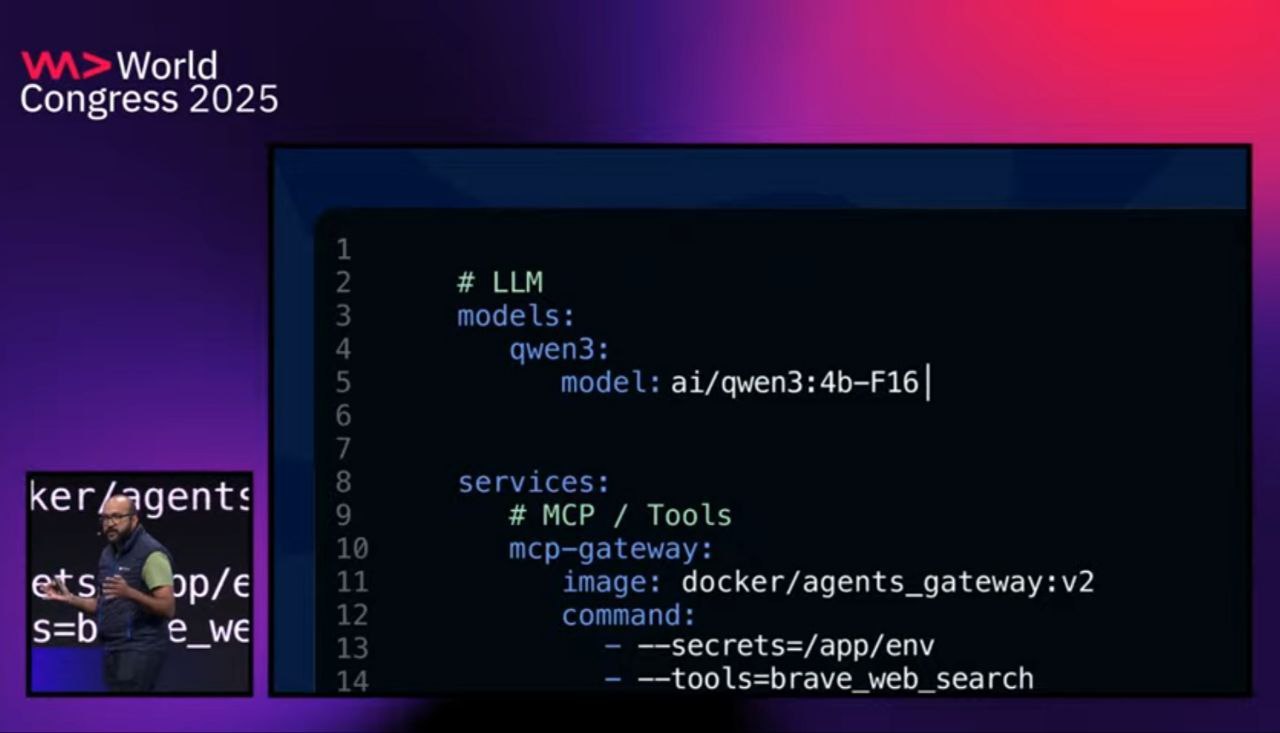 World
Congress 2025
1
2 # LLM
3 models:
4 qwen3:
5 model: ai/qwen3:4b-F16
6
7
8 services:
9 # MCP / Tools
10 mcp-gateway:
11 image: docker/agents_gateway:v2
12 command:
13 - --secrets=/app/env
14 - --tools=brave_web_search
ker/agents
ets pp/e
s=b e_we